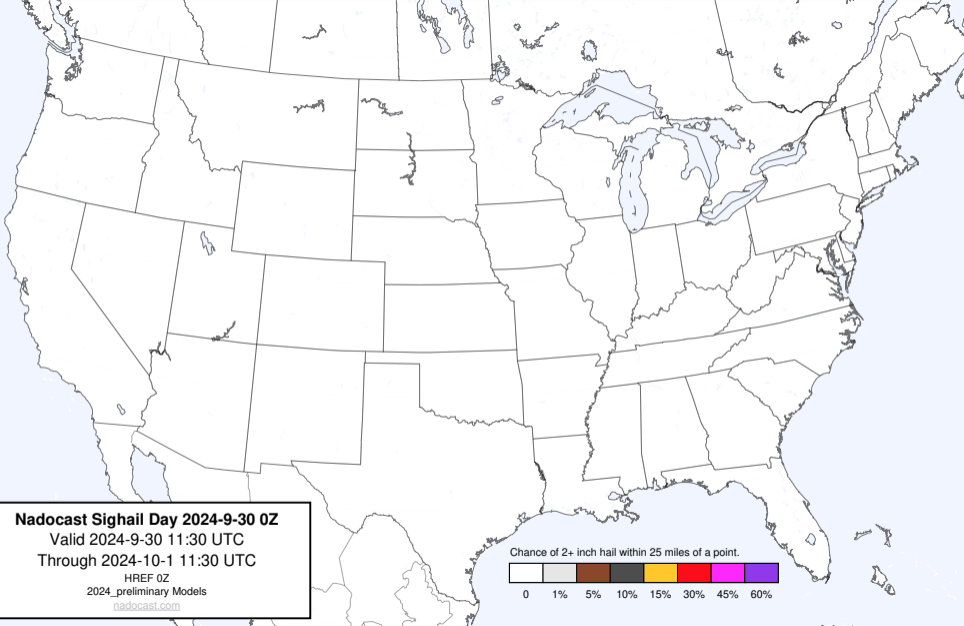 Nadocast Sighail Day 2024-9-30 0Z
Valid 2024-9-30 11:30 UTC
Through 2024-10-1 11:30 UTC
HREF 0Z
2024_preliminary Models
nadocast.com
Chance of 2+ inch hail within 25 miles of a point.
0 1% 5% 10% 15% 30% 45% 60%